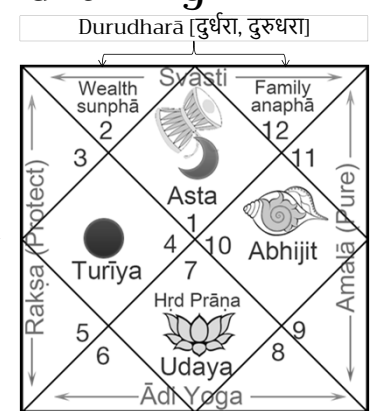 Durudharā [दुर्धरा, दुरुधरा]
Svasti
Wealth
sunphā
2
Family
anaphā
12
3
11
Asta
1
Rakṣa (Protect)
Turīya
4
10
Abhijit
Amalā (Pure)
7
Hṛd Prāṇa
Udaya
5
6
9
8
Ādi Yoga